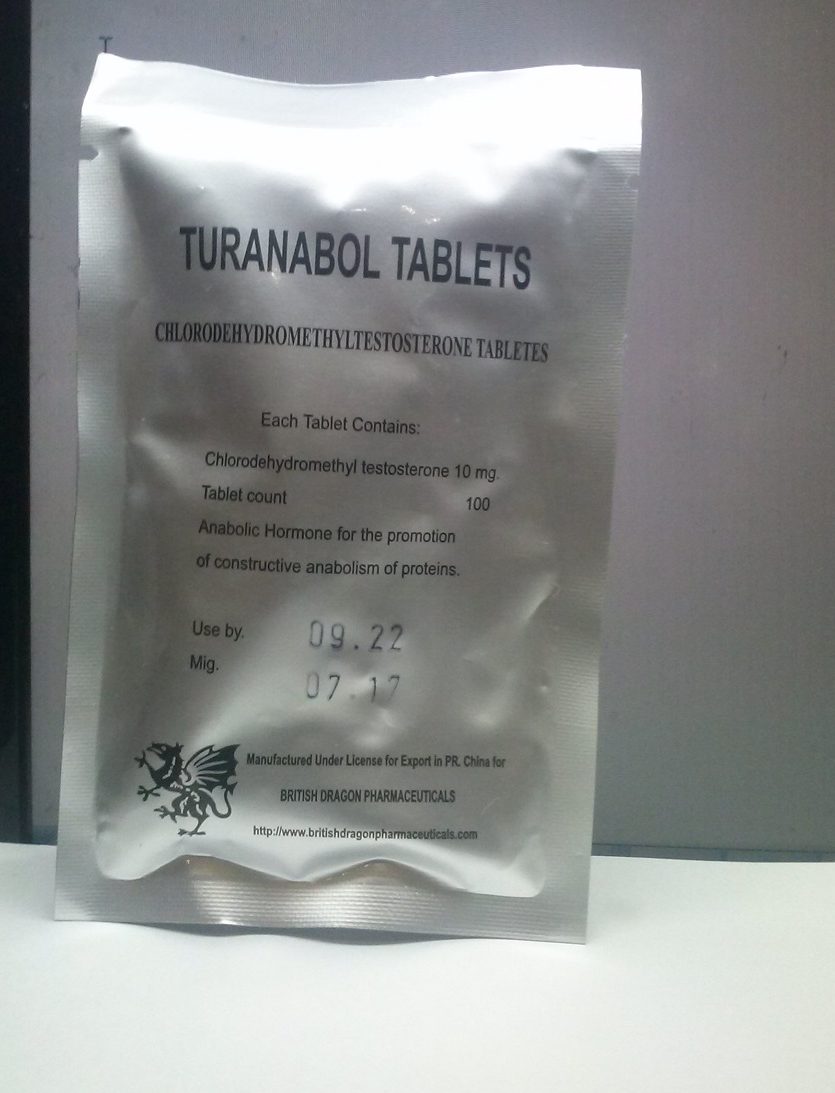 TURANABOL TABLETS
CHLORODEHYDROMETHYLTESTOSTERONE TABLETES
Each Tablet Contains:
Chlorodehydromethyl testosterone 10 mg.
Tablet count 100
Anabolic Hormone for the promotion
of constructive anabolism of proteins.
Use by. 09.22
Mig. 07.17
Manufactured Under License for Export in PR. China for
BRITISH DRAGON PHARMACEUTICALS
http://www.britishdragonpharmaceuticals.com